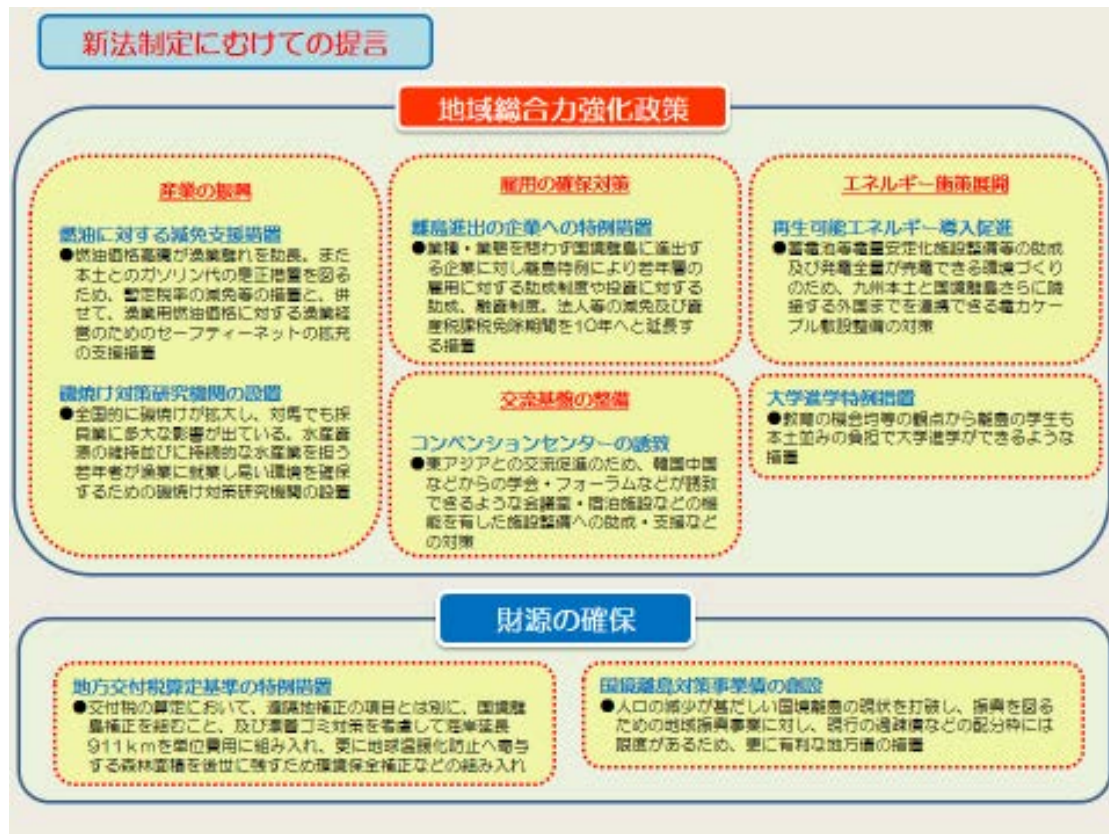 新法制定にむけての提言
地域総合力強化政策
産業の振興
燃油に対する減免支援措置
●燃油価格高騰が漁業離れを助長。また
本土とのガソリン代の是正措置を図る
ため、暫定税率の減免等の措置と、併
せて、漁業用燃油価格に対する漁業経
営のためのセーフティーネットの拡充
の支援措置
磯焼け対策研究機関の設置
●全国的に磯焼けが拡大し、対馬でも採
貝業に多大な影響が出ている。水産資
源の維持並びに持続的な水産業を担う
若年者が漁業に就業し易い環境を確保
するための磯焼け対策研究機関の設置
雇用の確保対策
離島進出の企業への特例措置
●業種・業態を問わず国境離島に進出す
る企業に対し離島特例により若年層の
雇用に対する助成制度や投資に対する
助成、融資制度。法人等の減免及び資
産税課税免除期間を10年へと延長す
る措置
交流基盤の整備
コンベンションセンターの誘致
●東アジアとの交流促進のため、韓国中国
などからの学会・フォーラムなどが誘致
できるような会議室・宿泊施設などの機
能を有した施設整備への助成・支援など
の対策
エネルギー施策展開
再生可能エネルギー導入促進
●蓄電池等電量安定化施設整備等の助成
及び発電全量が売電できる環境づくり
のため、九州本土と国境離島さらに隣
接する外国までを連携できる電力ケー
ブル敷設整備の対策
大学進学特例措置
●教育の機会均等の観点から離島の学生も
本土並みの負担で大学進学ができるような
措置
財源の確保
地方交付税算定基準の特例措置
●交付税の算定において、遠隔地補正の項目とは別に、国境離
島補正を組むこと、及び漂着ゴミ対策を考慮して海岸延長
911kmを単位費用に組み入れ、更に地球温暖化防止へ寄与
する森林面積を後世に残すため環境保全補正などの組み入れ
国境離島対策事業債の創設
●人口の減少が甚だしい国境離島の現状を打破し、振興を図る
ための地域振興事業に対し、現行の過疎債などの配分枠には
限度があるため、更に有利な地方債の措置